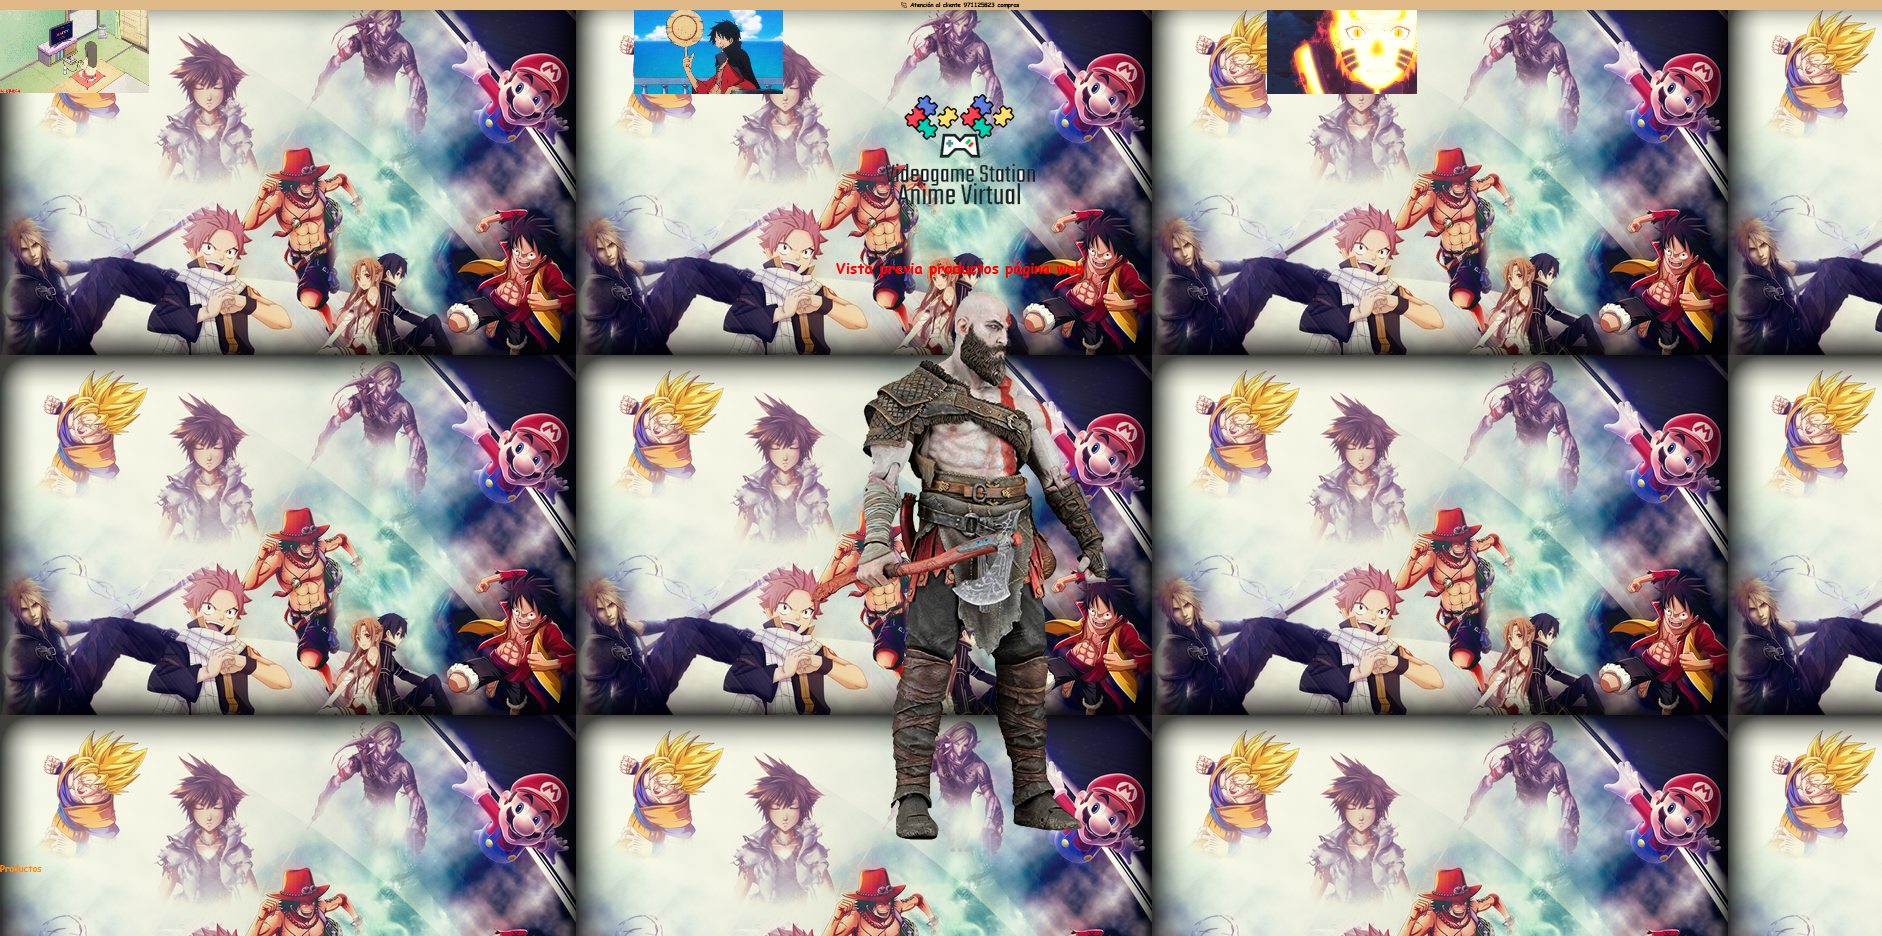 Atención al cliente 971125823 compras
Videogame Station
Anime Virtual
Vista previa productos página web
Productos